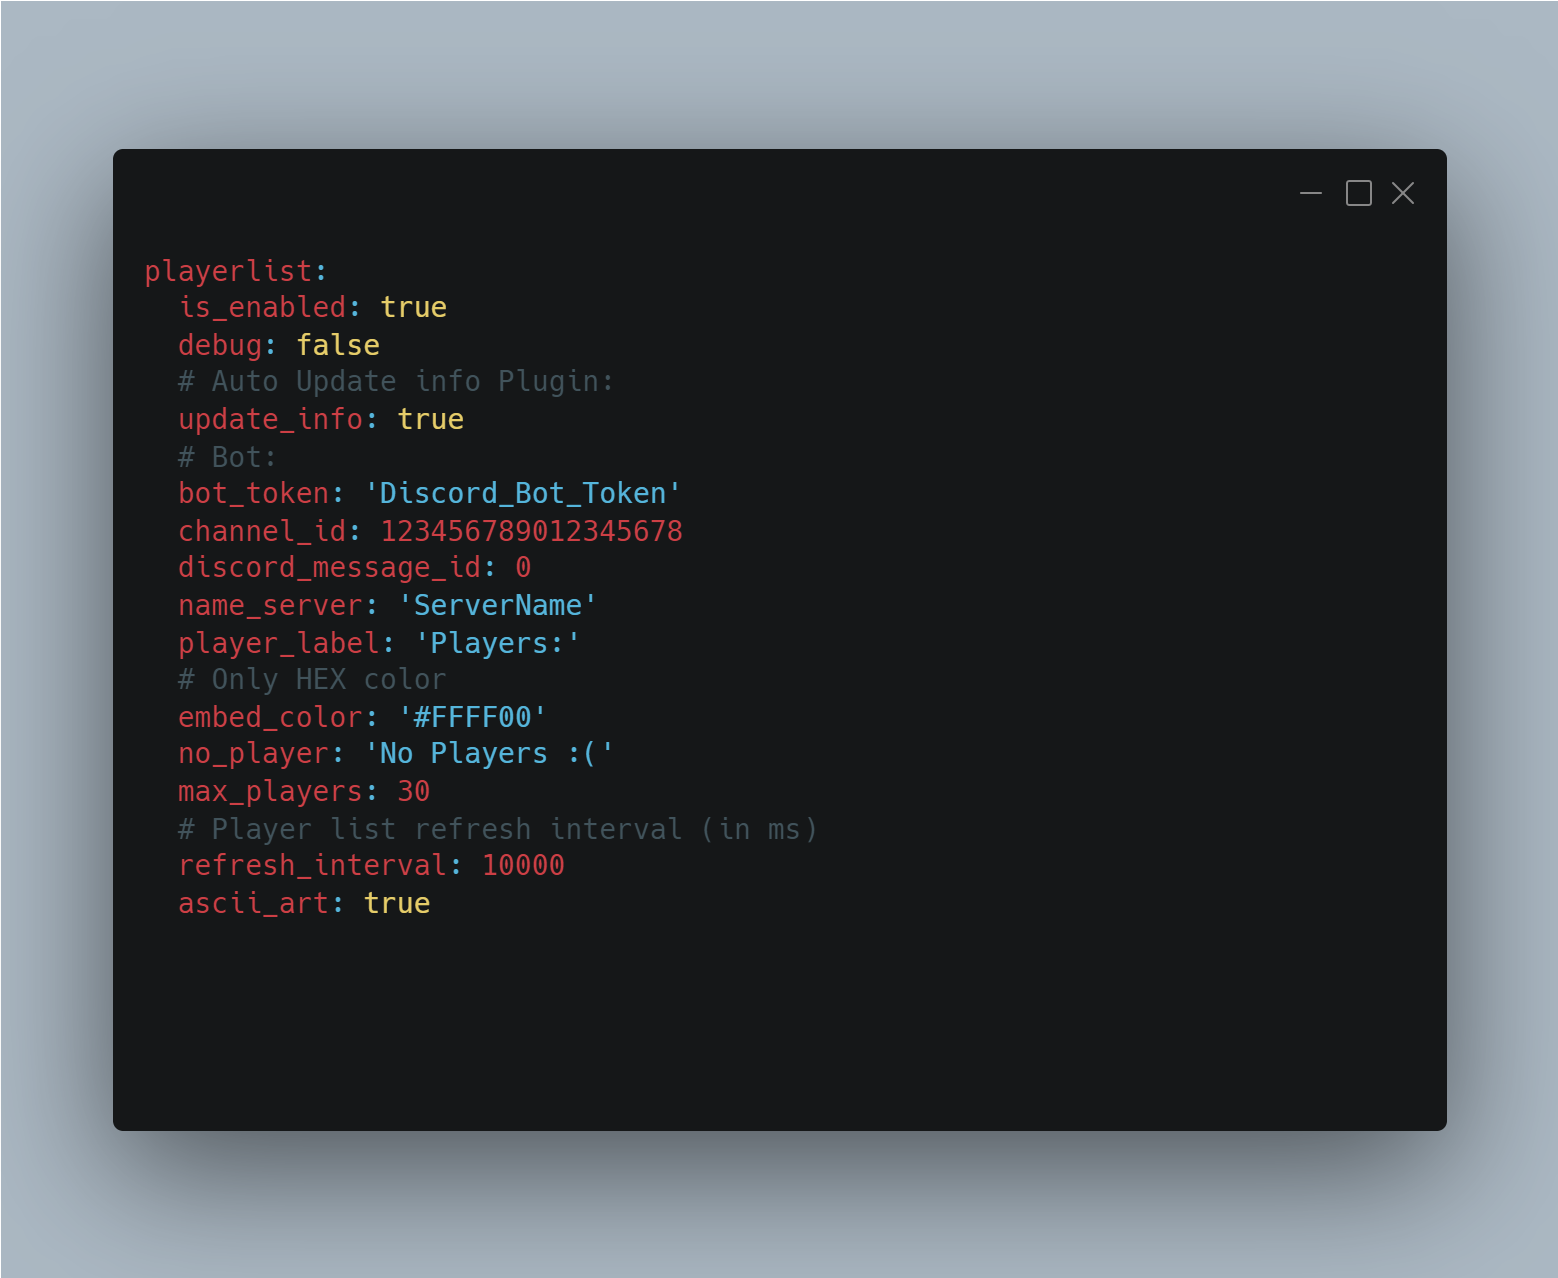 playerlist:
  is_enabled: true
  debug: false
  # Auto Update info Plugin:
  update_info: true
  # Bot:
  bot_token: 'Discord_Bot_Token'
  channel_id: 123456789012345678
  discord_message_id: 0
  name_server: 'ServerName'
  player_label: 'Players:'
  # Only HEX color
  embed_color: '#FFFF00'
  no_player: 'No Players :('
  max_players: 30
  # Player list refresh interval (in ms)
  refresh_interval: 10000
  ascii_art: true